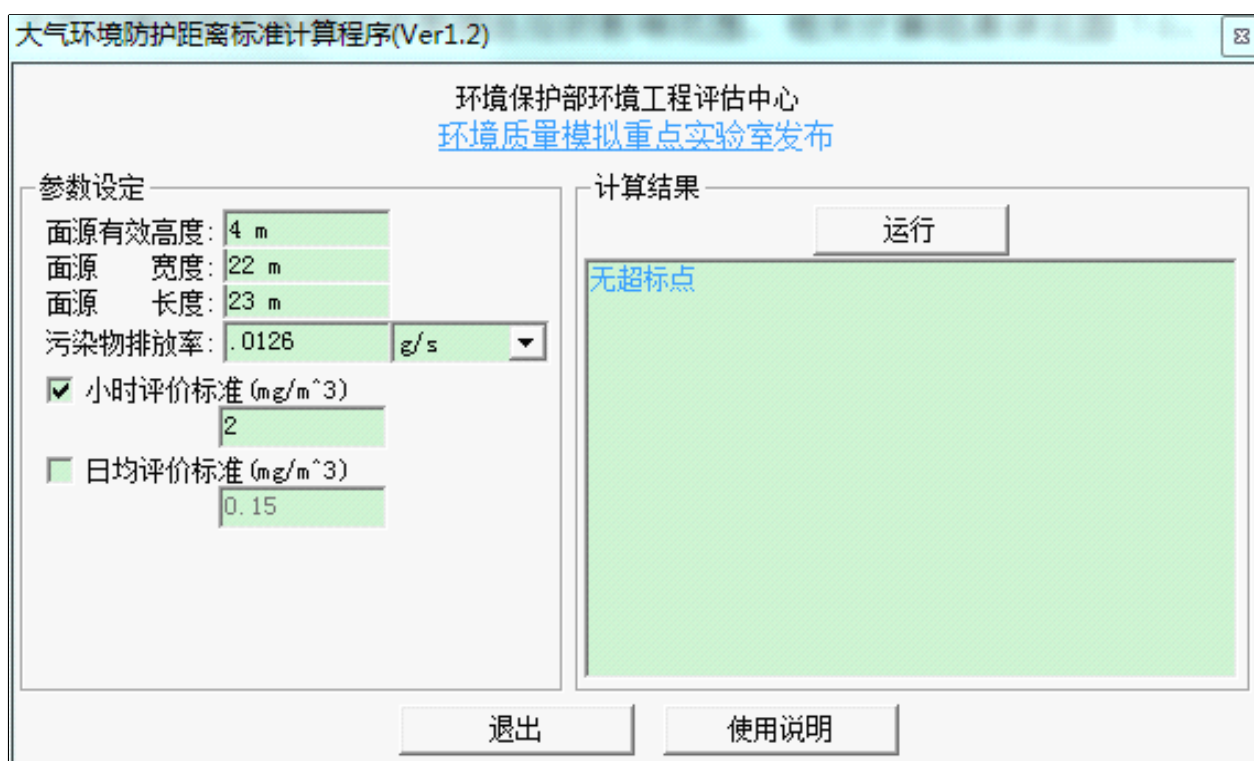 大气环境防护距离标准计算程序(Ver1.2)
环境保护部环境工程评估中心
环境质量模拟重点实验室发布
参数设定
面源有效高度: 4 m
面源 宽度: 22 m
面源 长度: 23 m
污染物排放率: .0126 g/s
小时评价标准(mg/m^3)
2
日均评价标准(mg/m^3)
0.15
计算结果
运行
无超标点
退出 使用说明